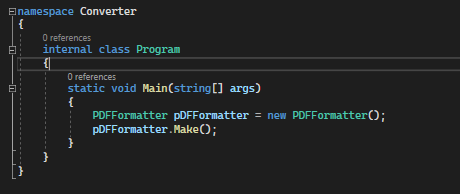 namespace Converter
{
0 references
internal class Program
{
0 references
static void Main(string[] args)
{
PDFFormatter pDFFormatter = new PDFFormatter();
pDFFormatter.Make();
}
}
}